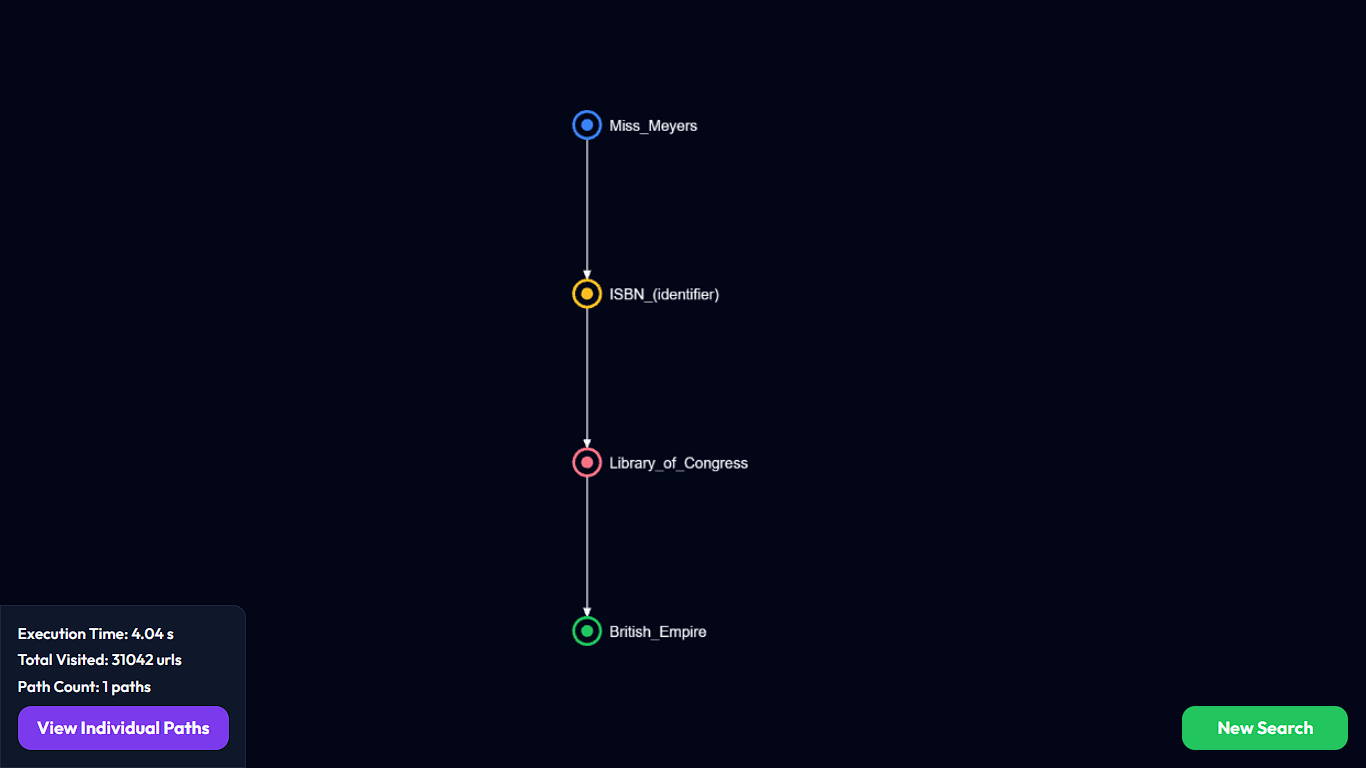 Miss_Meyers
ISBN_(identifier)
Library_of_Congress
British_Empire
Execution Time: 4.04 s
Total Visited: 31042 urls
Path Count: 1 paths
View Individual Paths
New Search